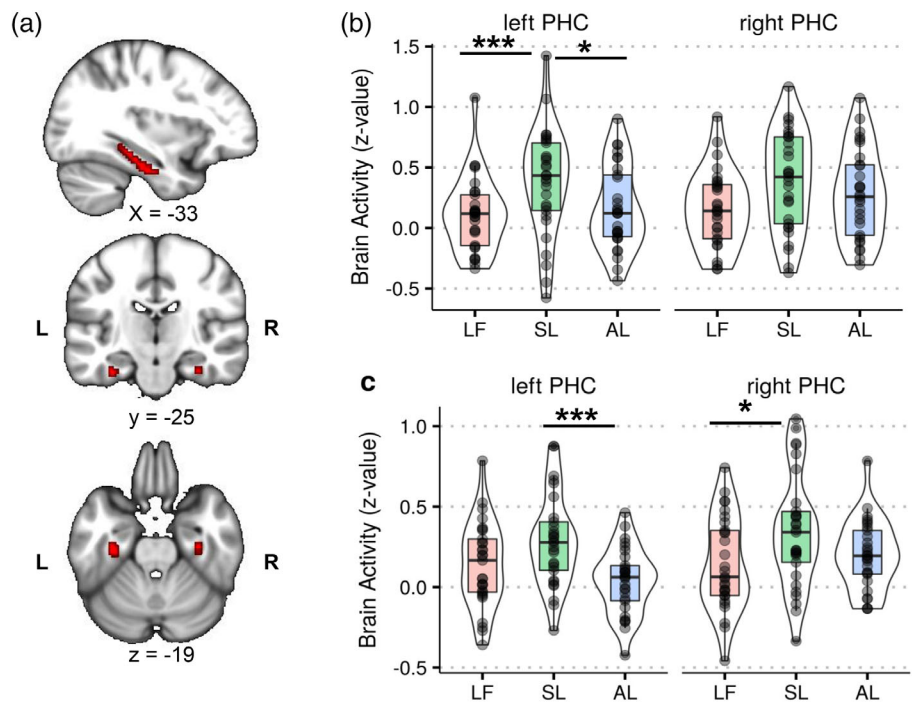 (a)
X = -33
L
R
y = -25
L
R
z = -19
(b)
left PHC
right PHC
Brain Activity (z-value)
1.5
1.0
0.5
0.0
-0.5
***
*
LF SL AL
LF SL AL
c
left PHC
right PHC
Brain Activity (z-value)
1.0
0.5
0.0
-0.5
***
*
LF SL AL
LF SL AL